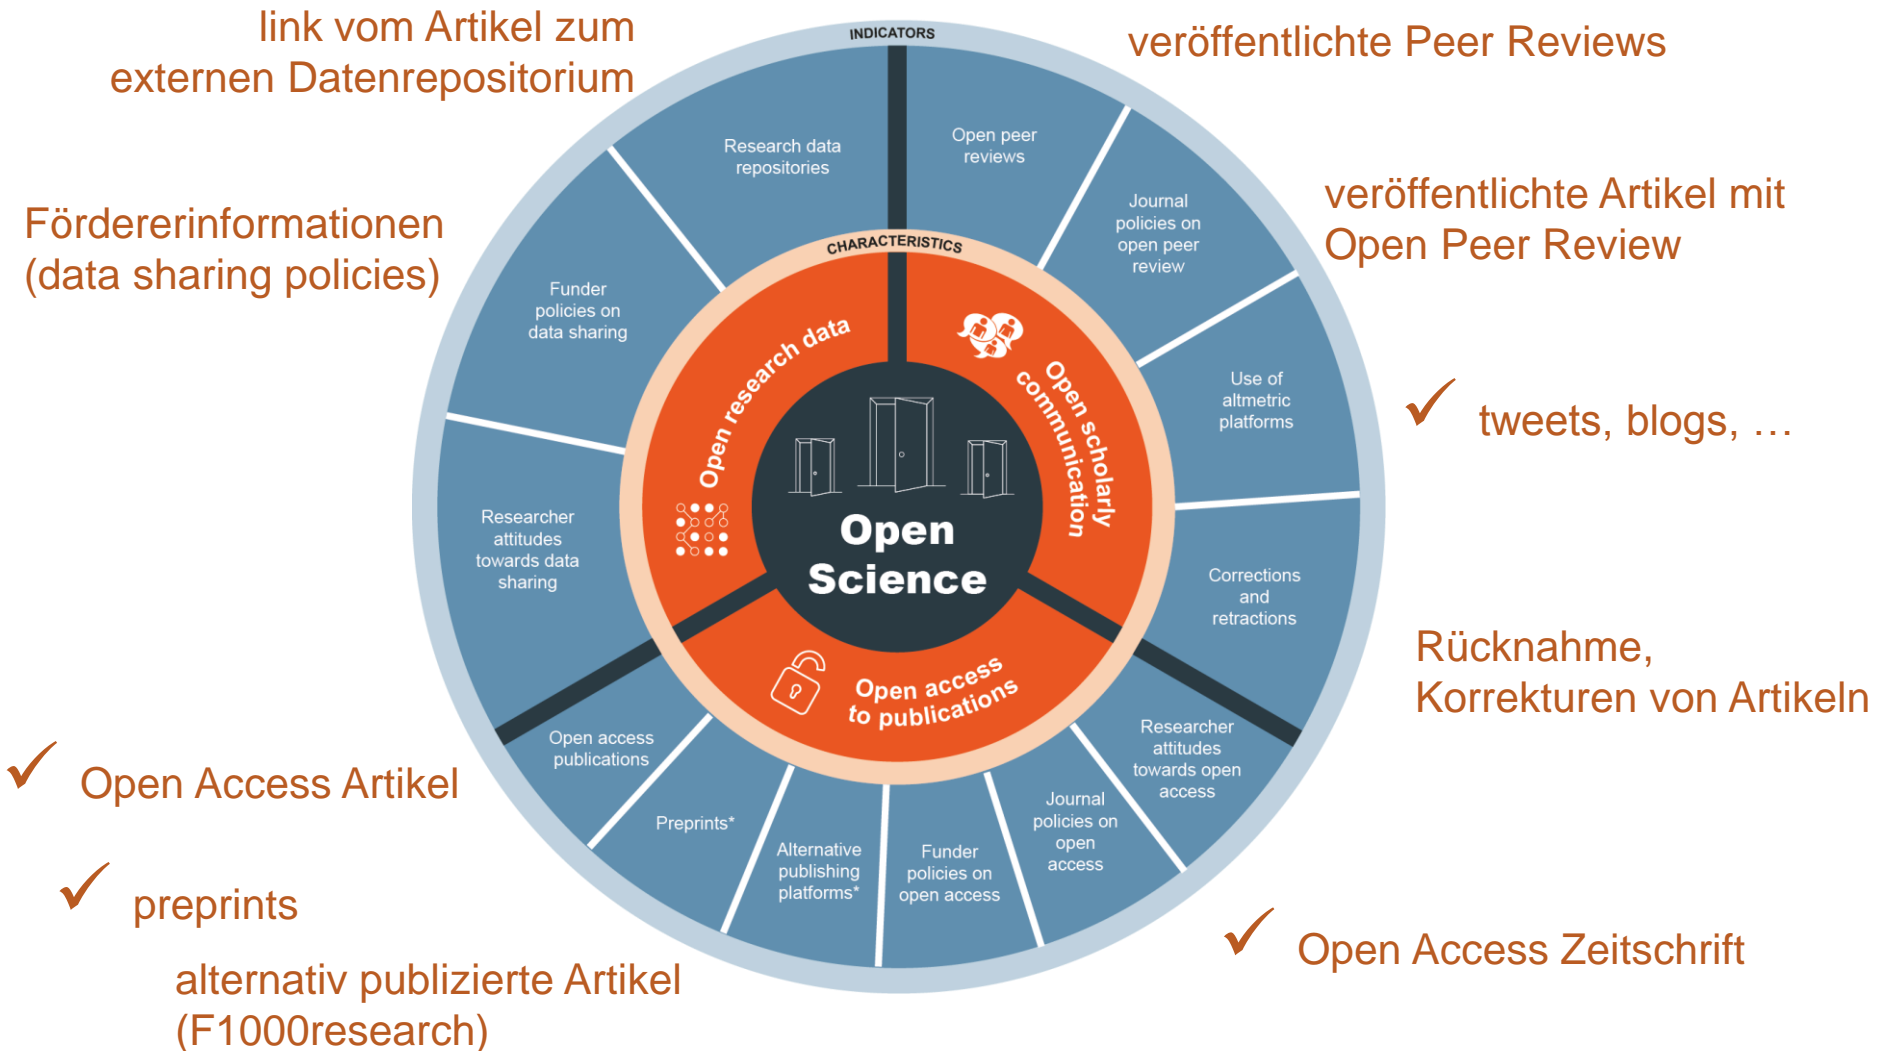 link vom Artikel zum
externen Datenrepositorium
INDICATORS
veröffentlichte Peer Reviews
Research data
repositories
Open peer
reviews
Fördererinformationen
(data sharing policies)
Journal
policies on
open peer
review
veröffentlichte Artikel mit
Open Peer Review
CHARACTERISTICS
Funder
policies on
data sharing
Open research data
Open scholarly
communication
Use of
altmetric
platforms
✓ tweets, blogs, …
Researcher
attitudes
towards data
sharing
Open
Science
Corrections
and
retractions
Rücknahme,
Korrekturen von Artikeln
Open access
to publications
Open access
publications
Researcher
attitudes
towards open
access
✓ Open Access Artikel
Preprints*
Alternative
publishing
platforms*
Funder
policies on
open access
Journal
policies on
open
access
✓ preprints
✓ Open Access Zeitschrift
alternativ publizierte Artikel
(F1000research)